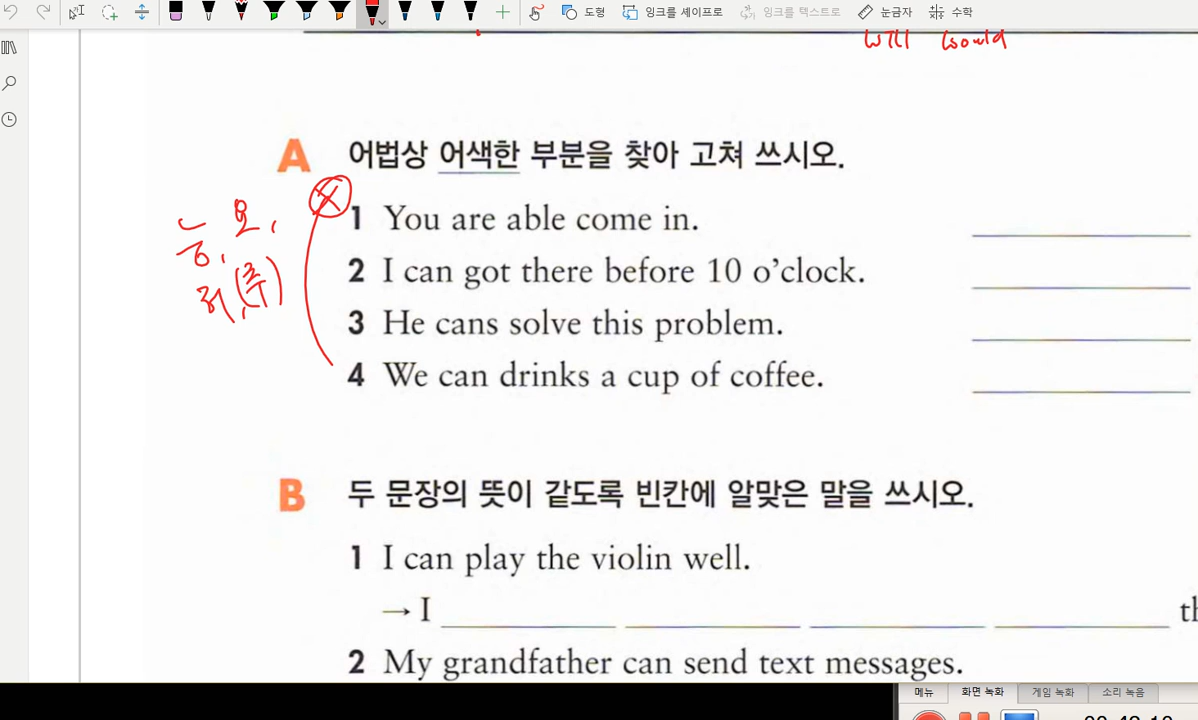 도형 잉크를 셰이프로 잉크를 텍스트로 눈금자 수학
will would
A 어법상 어색한 부분을 찾아 고쳐 쓰시오.
능, 요,
허, (추)
1 You are able come in.
2 I can got there before 10 o’clock.
3 He cans solve this problem.
4 We can drinks a cup of coffee.
B 두 문장의 뜻이 같도록 빈칸에 알맞은 말을 쓰시오.
1 I can play the violin well.
→ I th
2 My grandfather can send text messages.
메뉴 화면 녹화 게임 녹화 소리 녹음